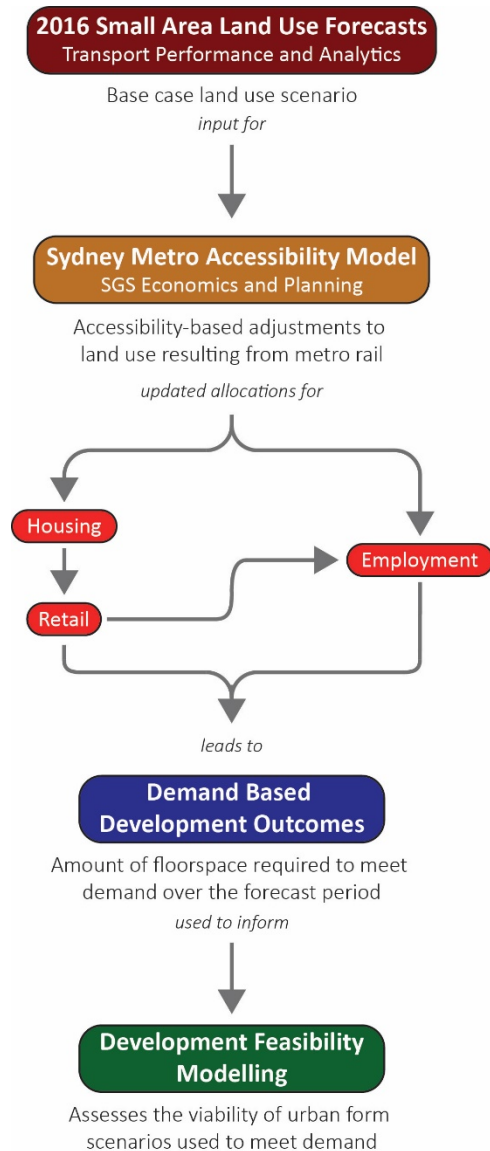 2016 Small Area Land Use Forecasts
Transport Performance and Analytics
Base case land use scenario
input for
Sydney Metro Accessibility Model
SGS Economics and Planning
Accessibility-based adjustments to
land use resulting from metro rail
updated allocations for
Housing
Employment
Retail
leads to
Demand Based
Development Outcomes
Amount of floorspace required to meet
demand over the forecast period
used to inform
Development Feasibility
Modelling
Assesses the viability of urban form
scenarios used to meet demand